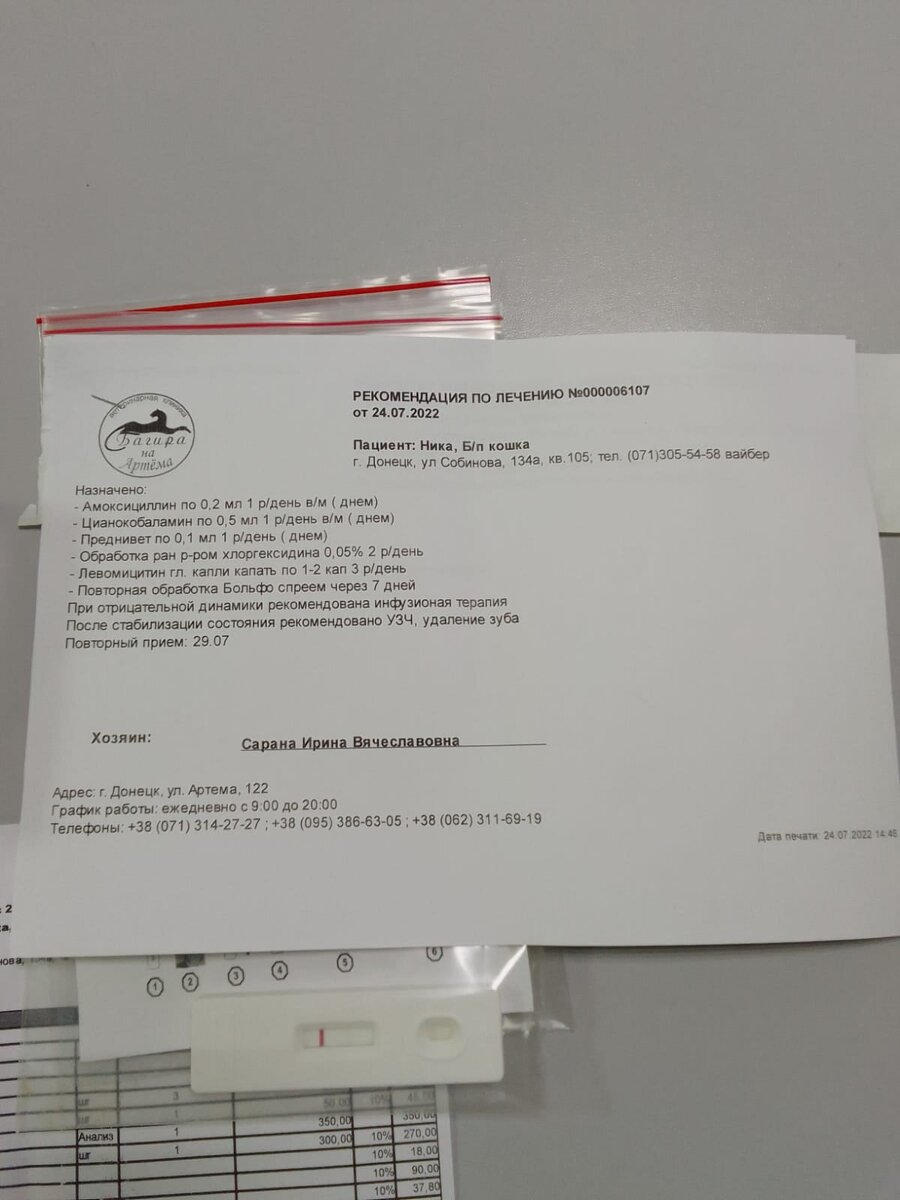 РЕКОМЕНДАЦИЯ ПО ЛЕЧЕНИЮ №000006107
от 24.07.2022
ветеринарная клиника
Багира
на
Артёма
Пациент: Ника, Б/п кошка
г. Донецк, ул Собинова, 134а, кв.105; тел. (071)305-54-58 вайбер
Назначено:
- Амоксициллин по 0,2 мл 1 р/день в/м ( днем)
- Цианокобаламин по 0,5 мл 1 р/день в/м ( днем)
- Преднивет по 0,1 мл 1 р/день ( днем)
- Обработка ран р-ром хлоргексидина 0,05% 2 р/день
- Левомицитин гл. капли капать по 1-2 кап 3 р/день
- Повторная обработка Больфо спреем через 7 дней
При отрицательной динамики рекомендована инфузионая терапия
После стабилизации состояния рекомендовано УЗЧ, удаление зуба
Повторный прием: 29.07
Хозяин: Сарана Ирина Вячеславовна
Адрес: г. Донецк, ул. Артема, 122
График работы: ежедневно с 9:00 до 20:00
Телефоны: +38 (071) 314-27-27 ; +38 (095) 386-63-05 ; +38 (062) 311-69-19
Дата печати: 24.07.2022 14:46
1 2 3 4 5 6
шт 3 50,00 10% 45,00
шт 1 350,00 350,00
Анализ 1 300,00 10% 270,00
шт 1 10% 18,00
10% 90,00
10% 37,80